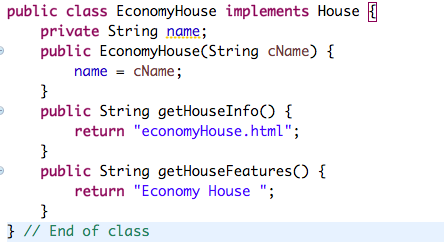 public class EconomyHouse implements House {
    private String name;
    public EconomyHouse(String cName) {
        name = cName;
    }
    public String getHouseInfo() {
        return "economyHouse.html";
    }
    public String getHouseFeatures() {
        return "Economy House ";
    }
} // End of class